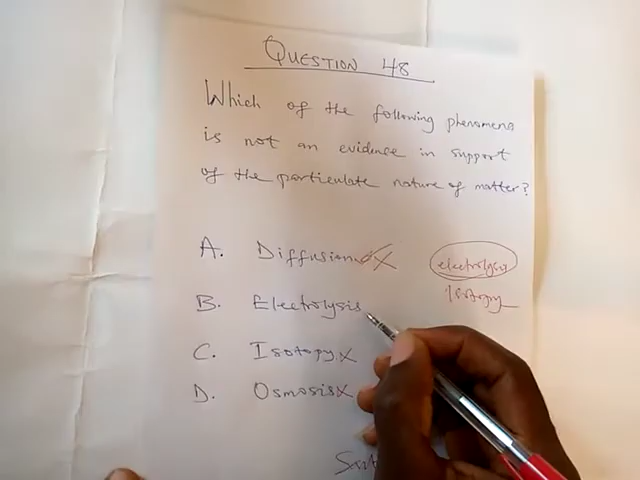 QUESTION 48
Which of the following phenomena
is not an evidence in support
of the particulate nature of matter?
A. Diffusion X
electrolysis
B. Electrolysis
Isotopy
C. Isotopy X
D. Osmosis X